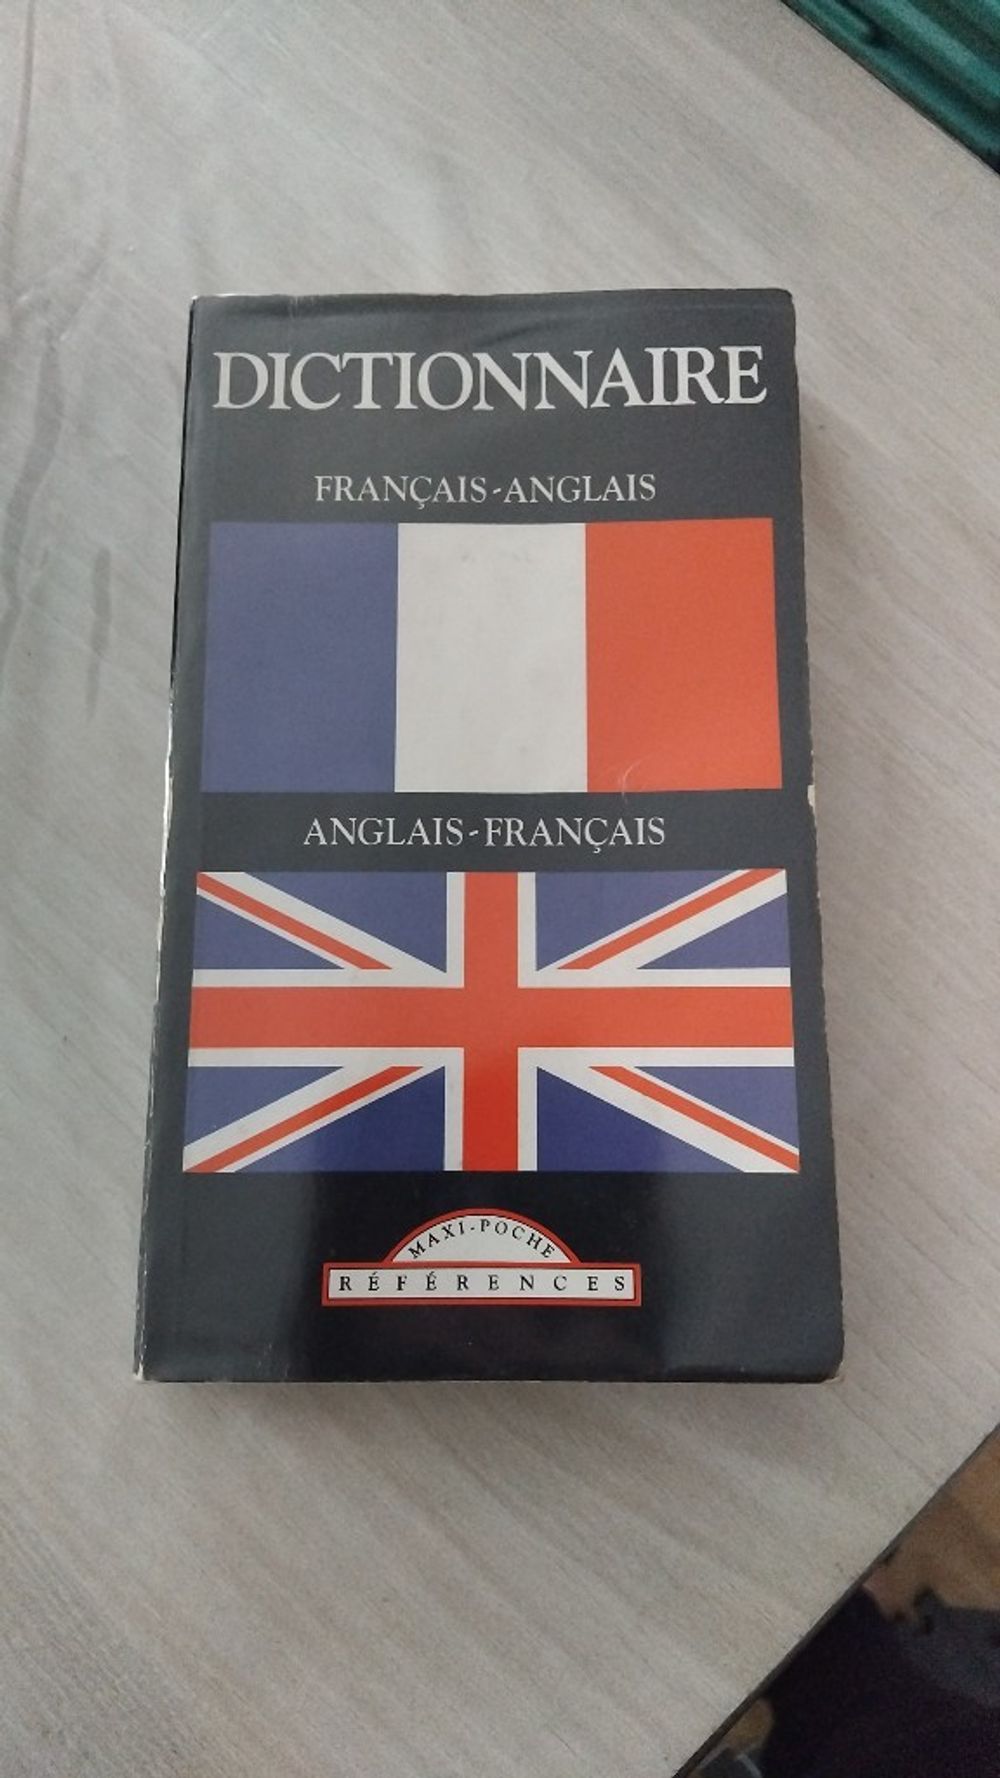 DICTIONNAIRE
FRANÇAIS-ANGLAIS
ANGLAIS-FRANÇAIS
MAXI-POCHE
RÉFÉRENCES